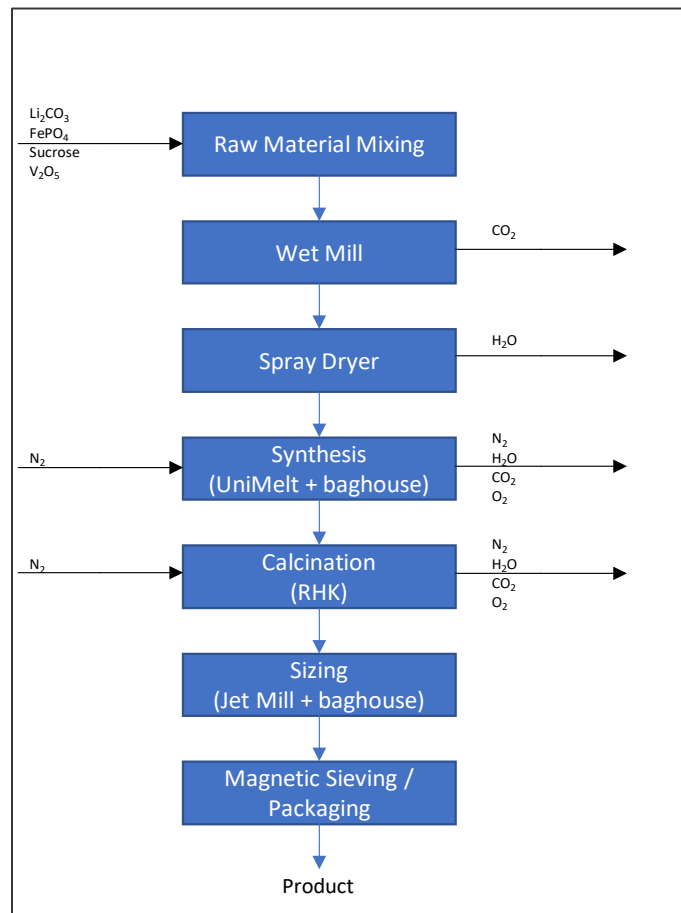 Li₂CO₃
FePO₄
Sucrose
V₂O₅
Raw Material Mixing
Wet Mill
CO₂
Spray Dryer
H₂O
N₂
Synthesis
(UniMelt + baghouse)
N₂
H₂O
CO₂
O₂
N₂
Calcination
(RHK)
N₂
H₂O
CO₂
O₂
Sizing
(Jet Mill + baghouse)
Magnetic Sieving /
Packaging
Product